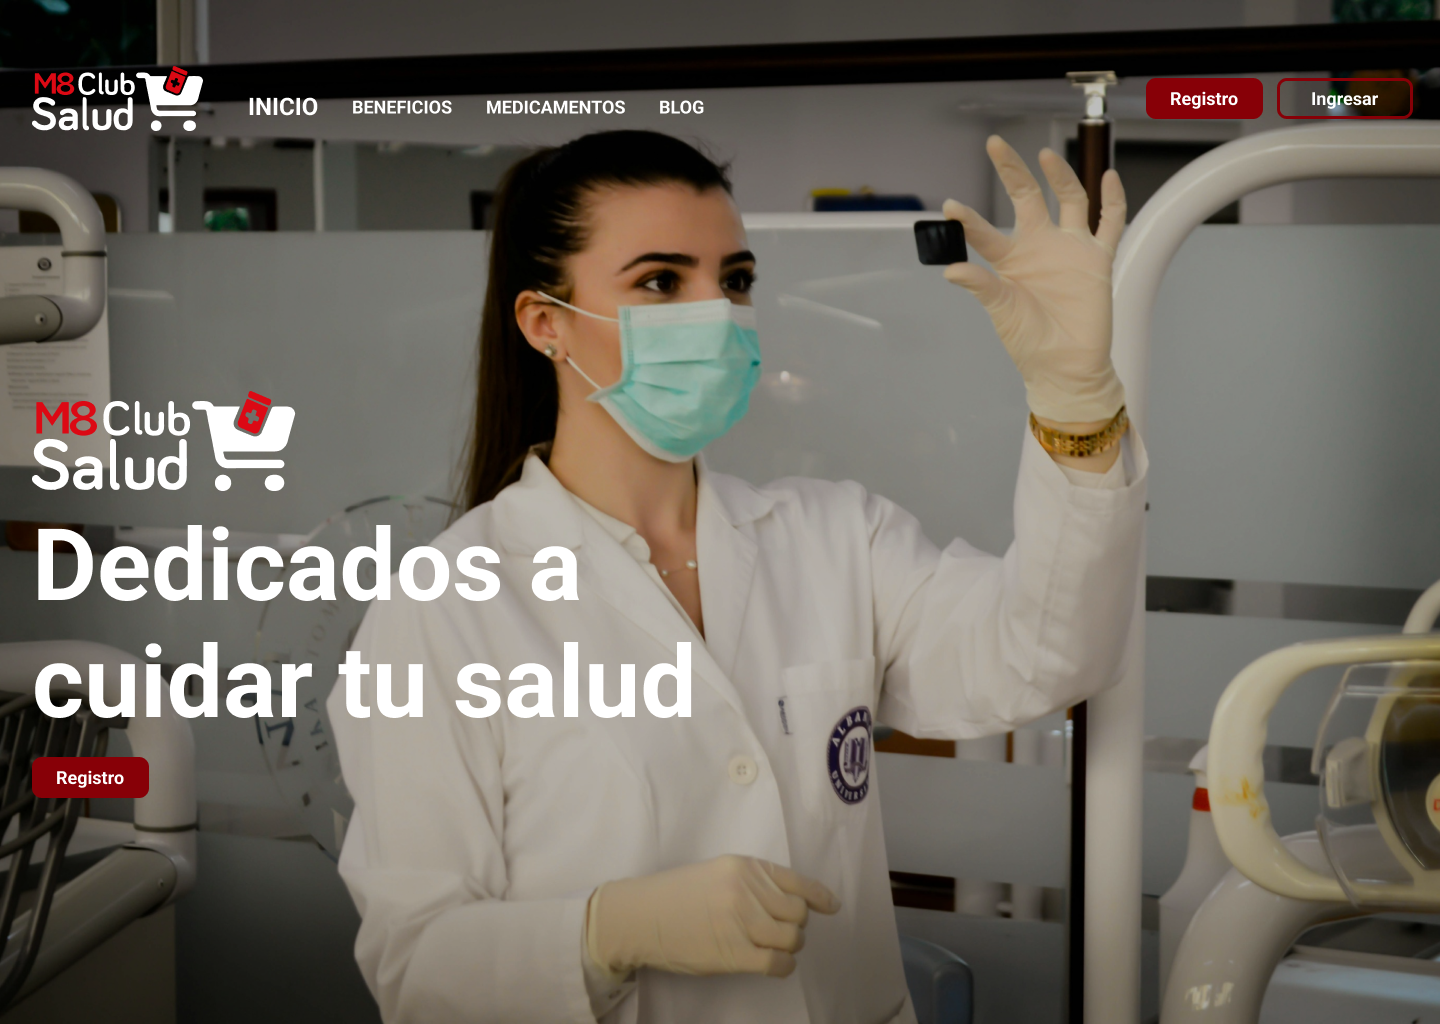 M8 Club
Salud
INICIO
BENEFICIOS
MEDICAMENTOS
BLOG
Registro
Ingresar
M8 Club
Salud
Dedicados a
cuidar tu salud
Registro